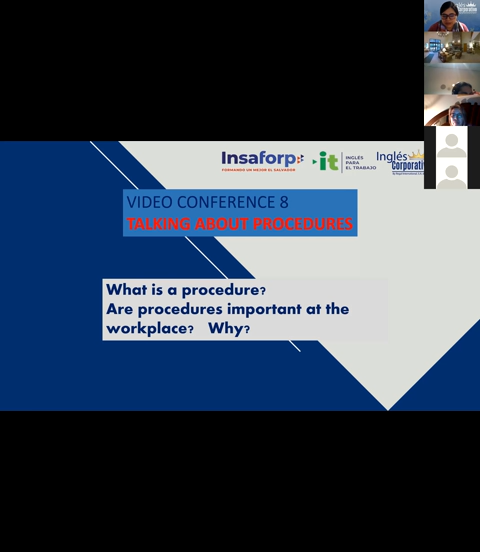 Insaforp
FORMANDO UN MEJOR EL SALVADOR
it
INGLÉS
PARA
EL TRABAJO
Inglés
Corporativ
VIDEO CONFERENCE 8
TALKING ABOUT PROCEDURES
What is a procedure?
Are procedures important at the
workplace? Why?